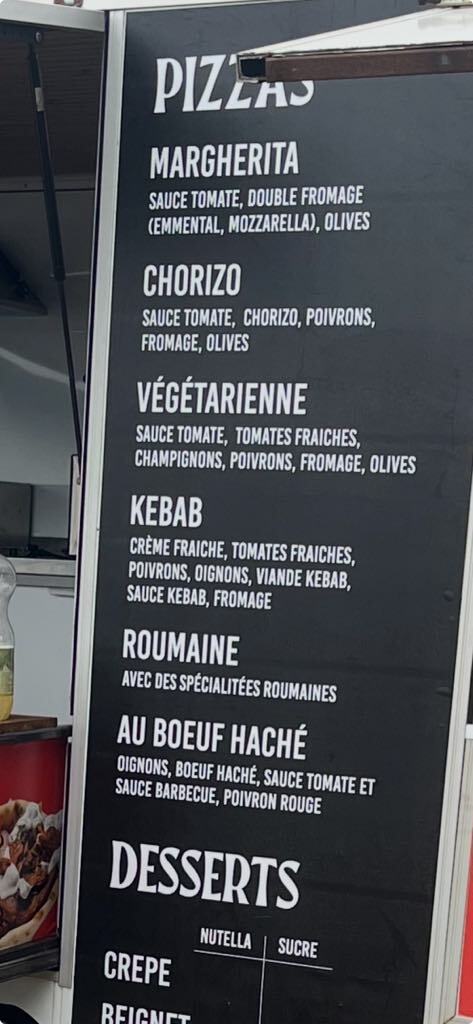 PIZZAS
MARGHERITA
SAUCE TOMATE, DOUBLE FROMAGE
(EMMENTAL, MOZZARELLA), OLIVES
CHORIZO
SAUCE TOMATE, CHORIZO, POIVRONS,
FROMAGE, OLIVES
VÉGÉTARIENNE
SAUCE TOMATE, TOMATES FRAICHES,
CHAMPIGNONS, POIVRONS, FROMAGE, OLIVES
KEBAB
CRÈME FRAICHE, TOMATES FRAICHES,
POIVRONS, OIGNONS, VIANDE KEBAB,
SAUCE KEBAB, FROMAGE
ROUMAINE
AVEC DES SPÉCIALITÉES ROUMAINES
AU BOEUF HACHÉ
OIGNONS, BOEUF HACHÉ, SAUCE TOMATE ET
SAUCE BARBECUE, POIVRON ROUGE
DESSERTS
NUTELLA SUCRE
CREPE
BEIGNET